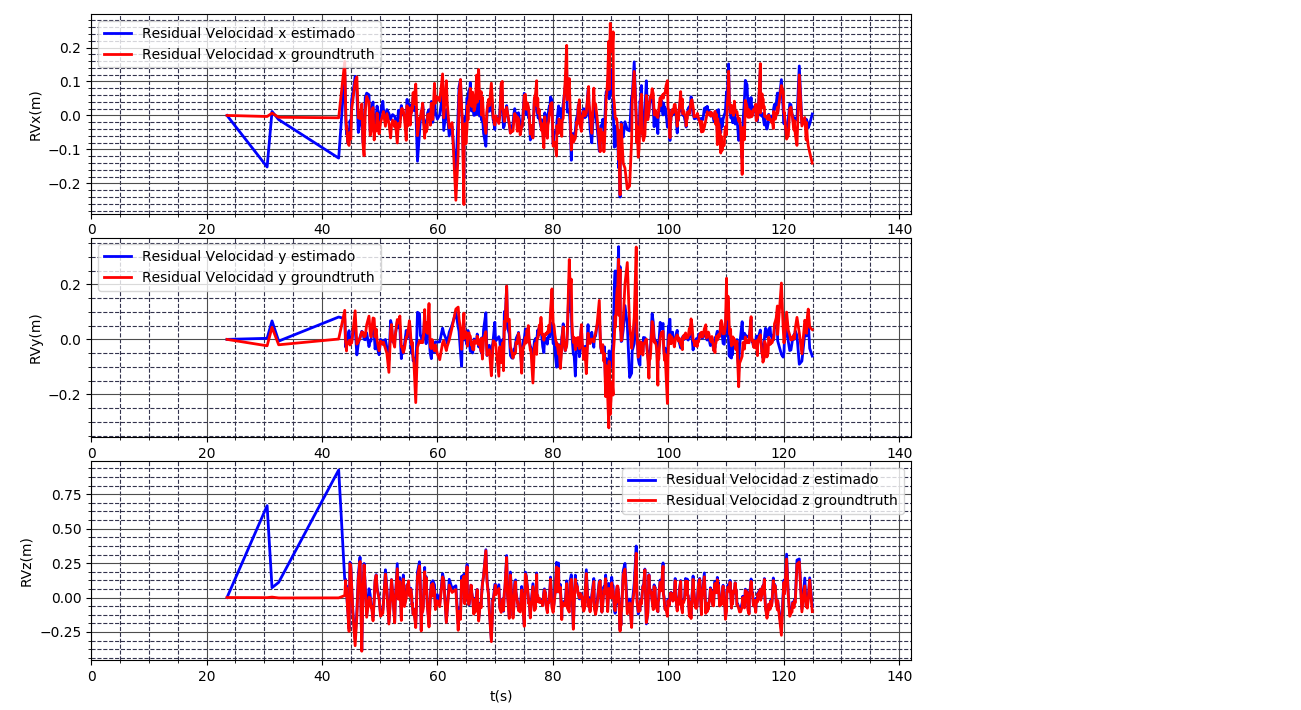 Residual Velocidad x estimado
Residual Velocidad x groundtruth
RVx(m)
0.2
0.1
0.0
−0.1
−0.2
0 20 40 60 80 100 120 140
Residual Velocidad y estimado
Residual Velocidad y groundtruth
RVy(m)
0.2
0.0
−0.2
0 20 40 60 80 100 120 140
Residual Velocidad z estimado
Residual Velocidad z groundtruth
RVz(m)
0.75
0.50
0.25
0.00
−0.25
0 20 40 60 80 100 120 140
t(s)